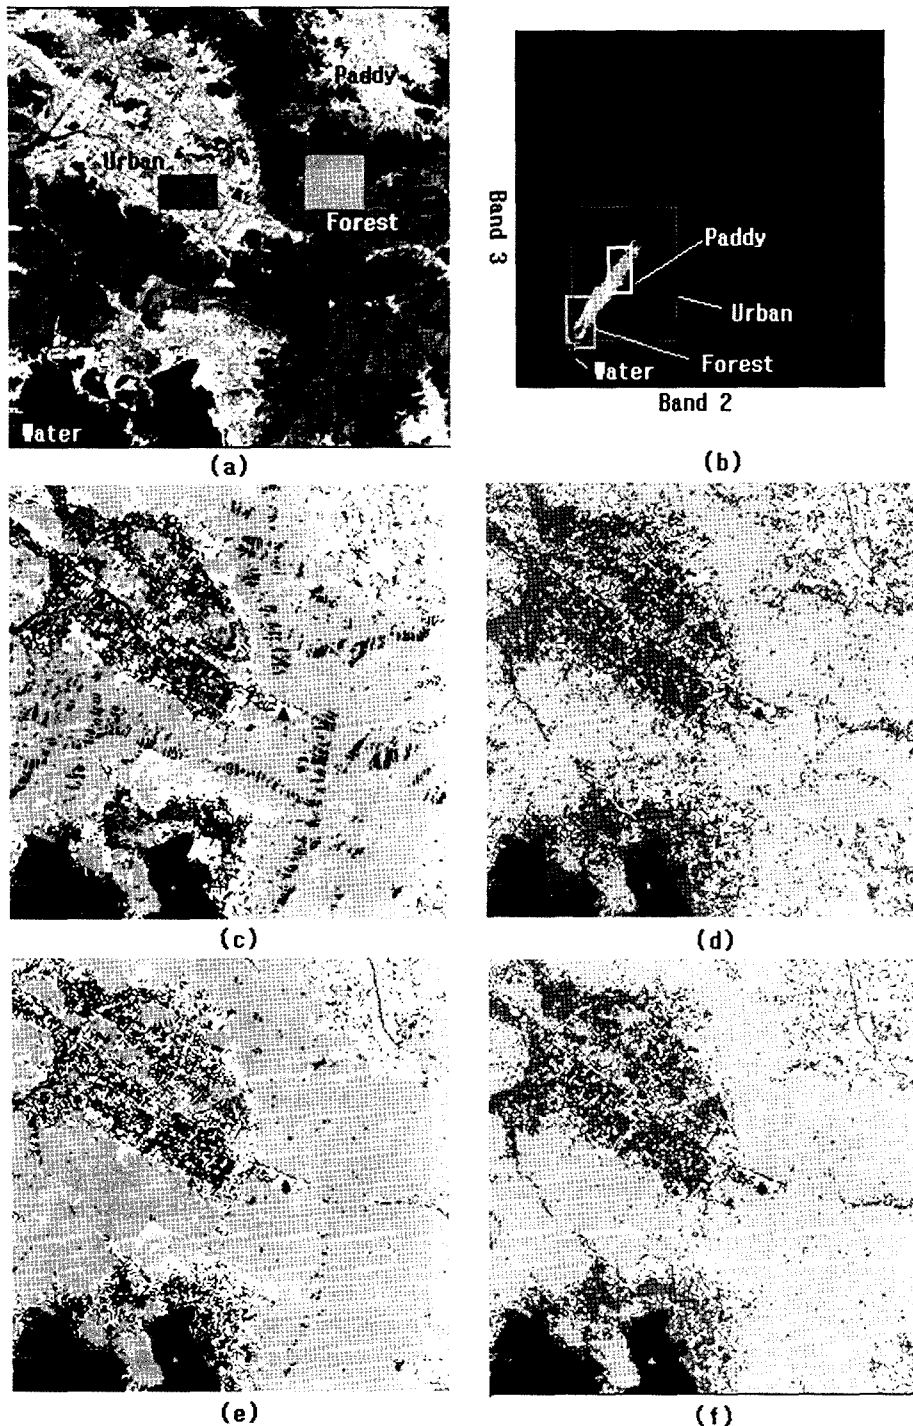 Paddy
Urban
Forest
Water
(a)
Band 3
Paddy
Urban
Forest
Water
Band 2
(b)
(c)
(d)
(e)
(f)